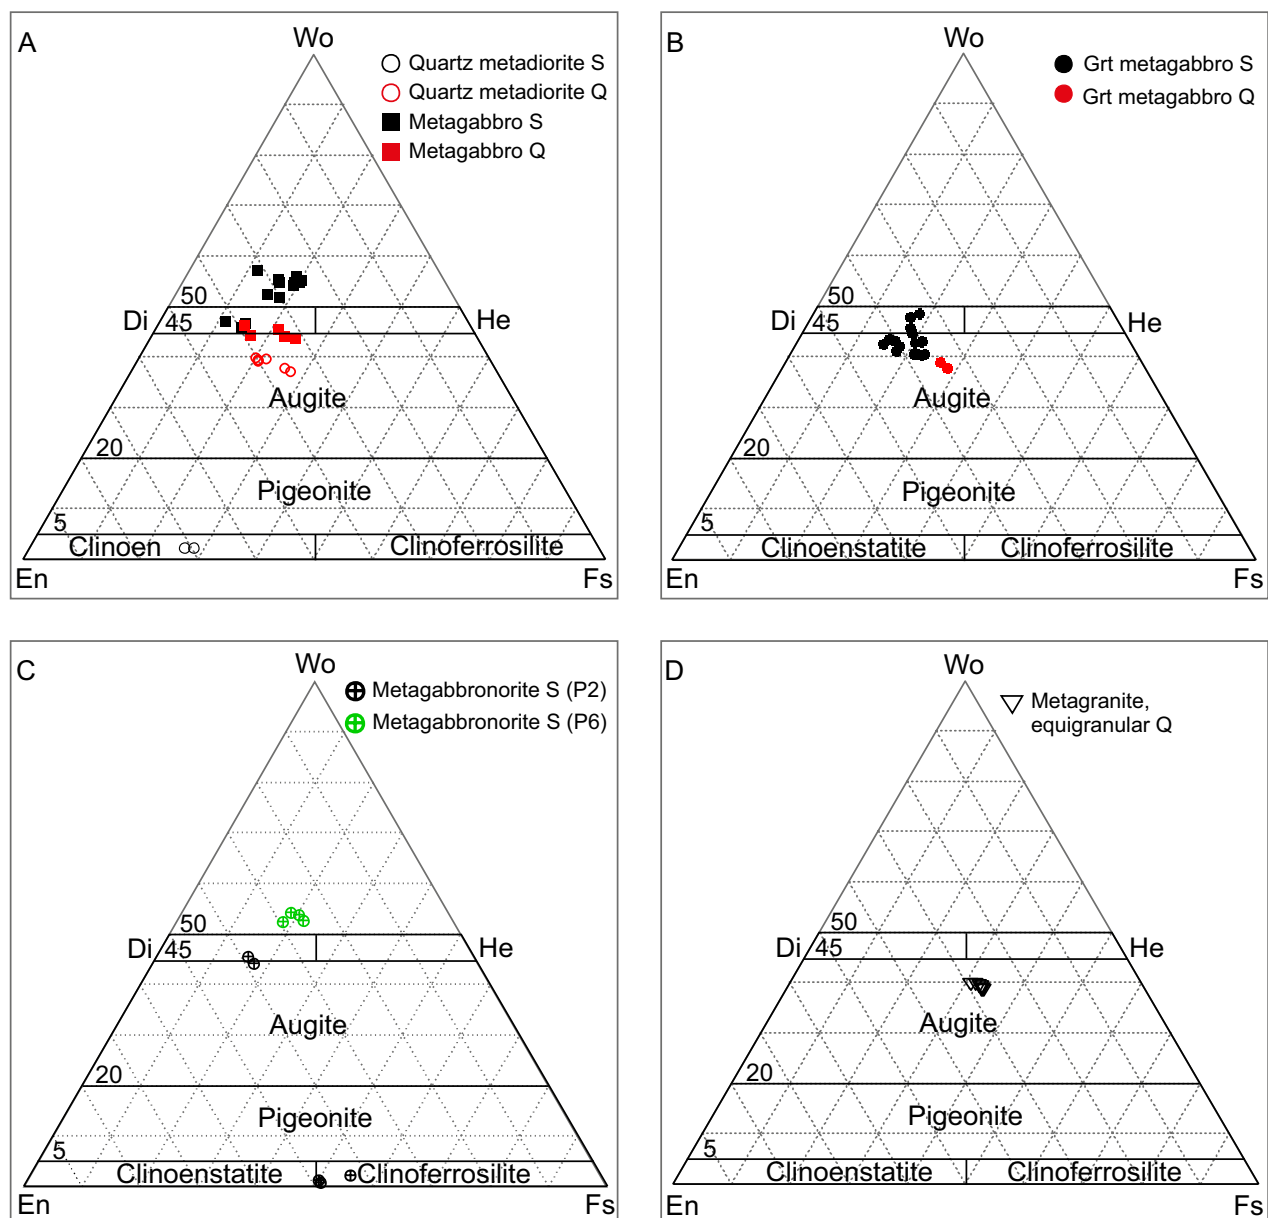 A
Wo
Quartz metadiorite S
Quartz metadiorite Q
Metagabbro S
Metagabbro Q
50
Di
45
He
Augite
20
Pigeonite
5
Clinoen
Clinoferrosilite
En
Fs
B
Wo
Grt metagabbro S
Grt metagabbro Q
50
Di
45
He
Augite
20
Pigeonite
5
Clinoenstatite
Clinoferrosilite
En
Fs
C
Wo
Metagabbronorite S (P2)
Metagabbronorite S (P6)
50
Di
45
He
Augite
20
Pigeonite
5
Clinoenstatite
Clinoferrosilite
En
Fs
D
Wo
Metagranite,
equigranular Q
50
Di
45
He
Augite
20
Pigeonite
5
Clinoenstatite
Clinoferrosilite
En
Fs